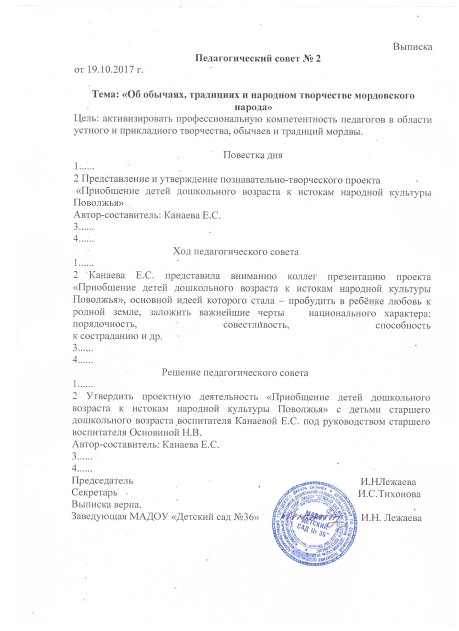 Выписка
Педагогический совет № 2
от 19.10.2017 г.
Тема: «Об обычаях, традициях и народном творчестве мордовского
народа»
Цель: активизировать профессиональную компетентность педагогов в области
устного и прикладного творчества, обычаев и традиций мордвы.
Повестка дня
1......
2 Представление и утверждение познавательно-творческого проекта
«Приобщение детей дошкольного возраста к истокам народной культуры
Поволжья»
Автор-составитель: Канаева Е.С.
3......
4......
Ход педагогического совета
1......
2 Канаева Е.С. представила вниманию коллег презентацию проекта
«Приобщение детей дошкольного возраста к истокам народной культуры
Поволжья», основной идеей которого стала – пробудить в ребёнке любовь к
родной земле, заложить важнейшие черты национального характера:
порядочность, совестливость, способность
к состраданию и др.
3......
4......
Решение педагогического совета
1......
2 Утвердить проектную деятельность «Приобщение детей дошкольного
возраста к истокам народной культуры Поволжья» с детьми старшего
дошкольного возраста воспитателя Канаевой Е.С. под руководством старшего
воспитателя Основиной Н.В.
Автор-составитель: Канаева Е.С.
3......
4......
Председатель И.НЛежаева
Секретарь И.С.Тихонова
Выписка верна.
Заведующая МАДОУ «Детский сад №36» И.Н. Лежаева
МАДОУ
"ДЕТСКИЙ
САД № 36"